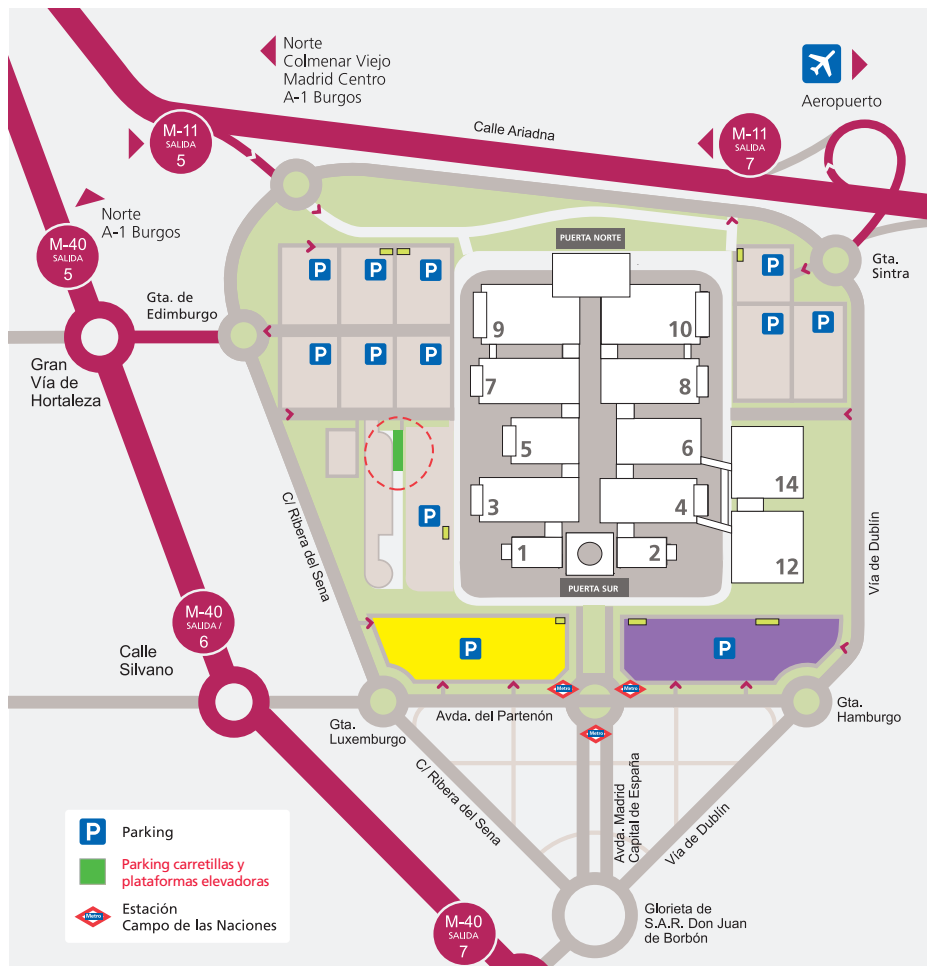 Norte
Colmenar Viejo
Madrid Centro
A-1 Burgos
Aeropuerto
Calle Ariadna
M-11
SALIDA
5
M-11
SALIDA
7
Norte
A-1 Burgos
M-40
SALIDA
5
Gta. de
Edimburgo
Gta.
Sintra
PUERTA NORTE
P
P
P
P
P
P
P
P
P
9
10
7
8
5
6
3
4
14
1
2
12
P
PUERTA SUR
Gran
Vía de
Hortaleza
C/ Ribera del Sena
Vía de Dublín
M-40
SALIDA /
6
Calle
Silvano
P
P
Metro
Metro
Metro
Gta.
Luxemburgo
Avda. del Partenón
Gta.
Hamburgo
C/ Ribera del Sena
Avda. Madrid
Capital de España
Vía de Dublín
P
Parking
Parking carretillas y
plataformas elevadoras
Metro
Estación
Campo de las Naciones
M-40
SALIDA
7
Glorieta de
S.A.R. Don Juan
de Borbón